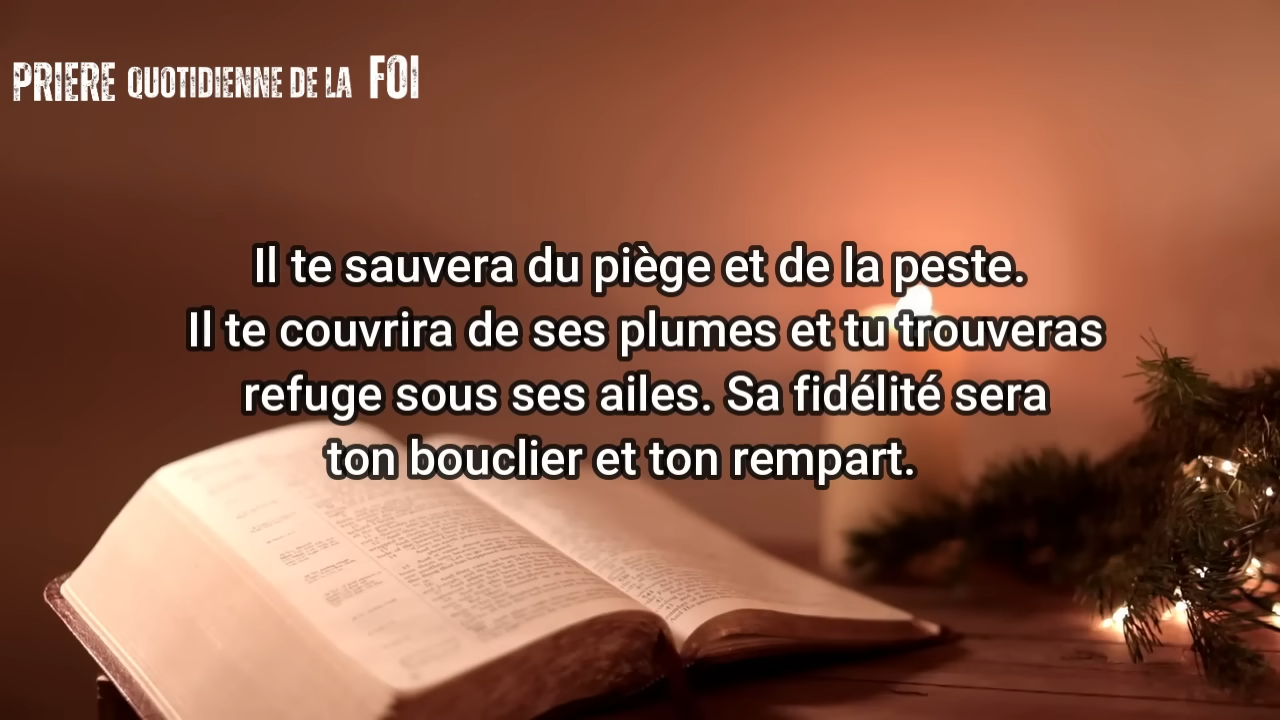 PRIERE QUOTIDIENNE DE LA FOI
Il te sauvera du piège et de la peste.
Il te couvrira de ses plumes et tu trouveras
refuge sous ses ailes. Sa fidélité sera
ton bouclier et ton rempart.